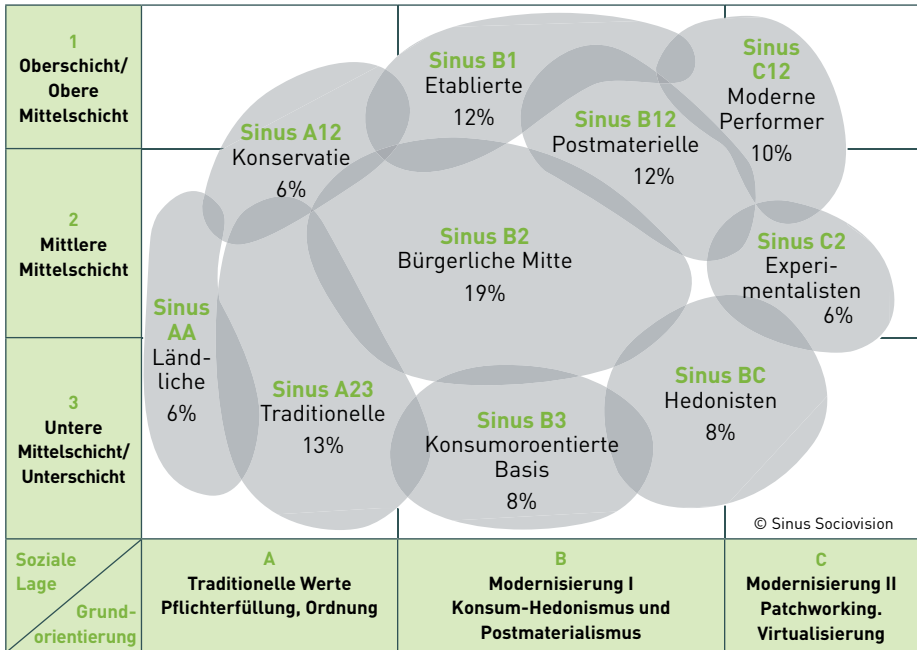 1
Oberschicht/
Obere
Mittelschicht
2
Mittlere
Mittelschicht
3
Untere
Mittelschicht/
Unterschicht
Sinus B1
Etablierte
12%
Sinus
C12
Moderne
Performer
10%
Sinus A12
Konservatie
6%
Sinus B12
Postmaterielle
12%
Sinus B2
Bürgerliche Mitte
19%
Sinus C2
Experi-
mentalisten
6%
Sinus
AA
Länd-
liche
6%
Sinus A23
Traditionelle
13%
Sinus B3
Konsumoroentierte
Basis
8%
Sinus BC
Hedonisten
8%
© Sinus Sociovision
Soziale
Lage
Grund-
orientierung
A
Traditionelle Werte
Pflichterfüllung, Ordnung
B
Modernisierung I
Konsum-Hedonismus und
Postmaterialismus
C
Modernisierung II
Patchworking.
Virtualisierung